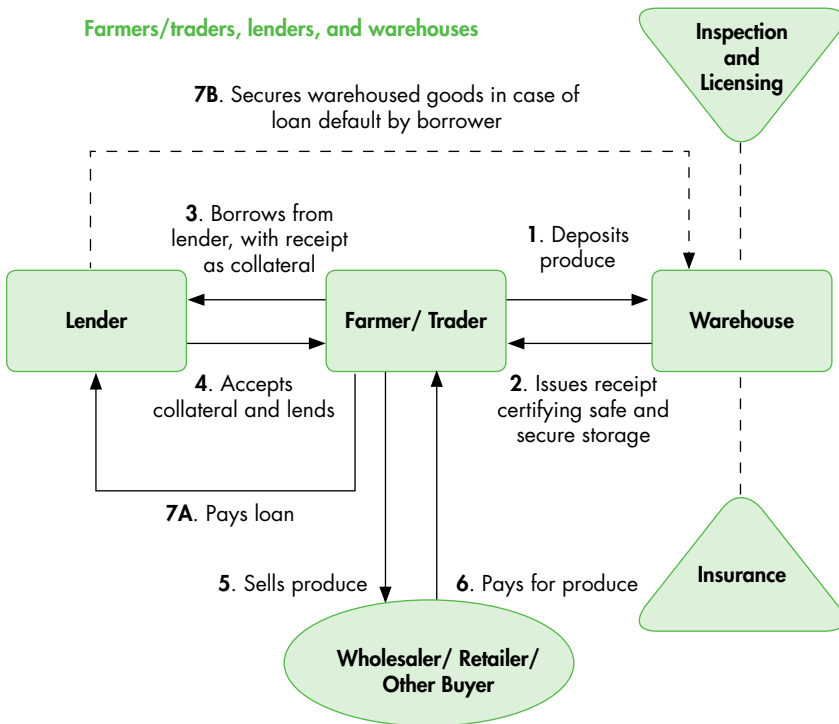 Farmers/traders, lenders, and warehouses
Inspection
and
Licensing
7B. Secures warehoused goods in case of
loan default by borrower
3. Borrows from
lender, with receipt
as collateral
1. Deposits
produce
Lender
Farmer/ Trader
Warehouse
4. Accepts
collateral and lends
2. Issues receipt
certifying safe and
secure storage
7A. Pays loan
5. Sells produce
6. Pays for produce
Insurance
Wholesaler/ Retailer/
Other Buyer